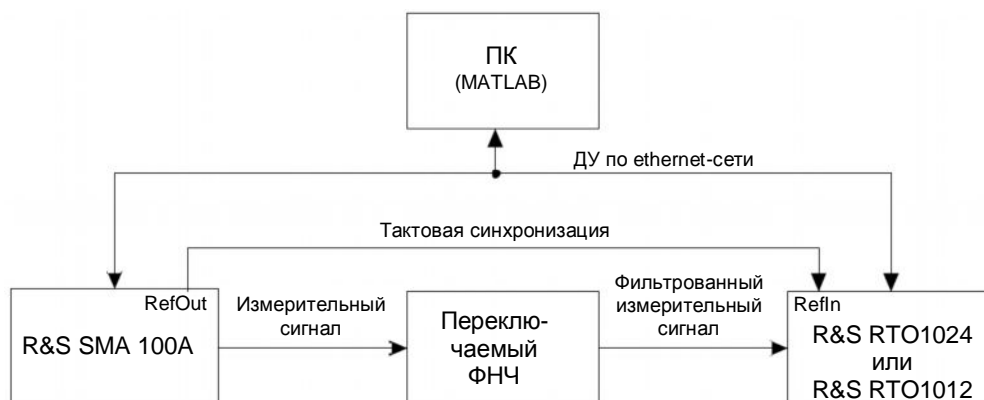 ПК
(MATLAB)
ДУ по ethernet-сети
Тактовая синхронизация
RefOut
R&S SMA 100A
Измерительный
сигнал
Переклю-
чаемый
ФНЧ
Фильтрованный
измерительный
сигнал
RefIn
R&S RTO1024
или
R&S RTO1012